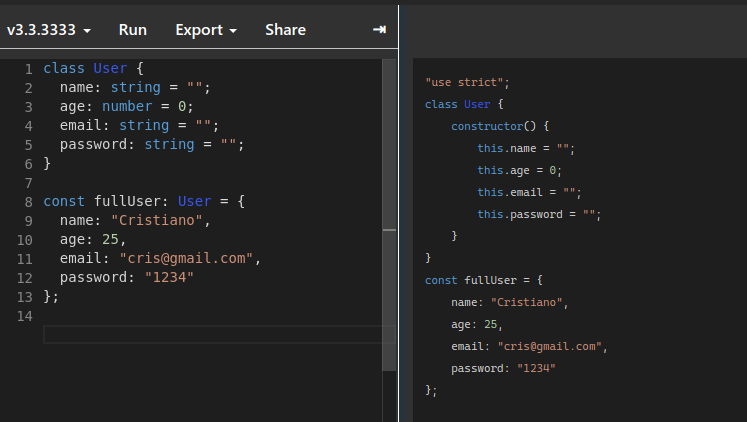 v3.3.3333 Run Export Share
1 class User {
2 name: string = "";
3 age: number = 0;
4 email: string = "";
5 password: string = "";
6 }
7
8 const fullUser: User = {
9 name: "Cristiano",
10 age: 25,
11 email: "cris@gmail.com",
12 password: "1234"
13 };
14
"use strict";
class User {
constructor() {
this.name = "";
this.age = 0;
this.email = "";
this.password = "";
}
}
const fullUser = {
name: "Cristiano",
age: 25,
email: "cris@gmail.com",
password: "1234"
};